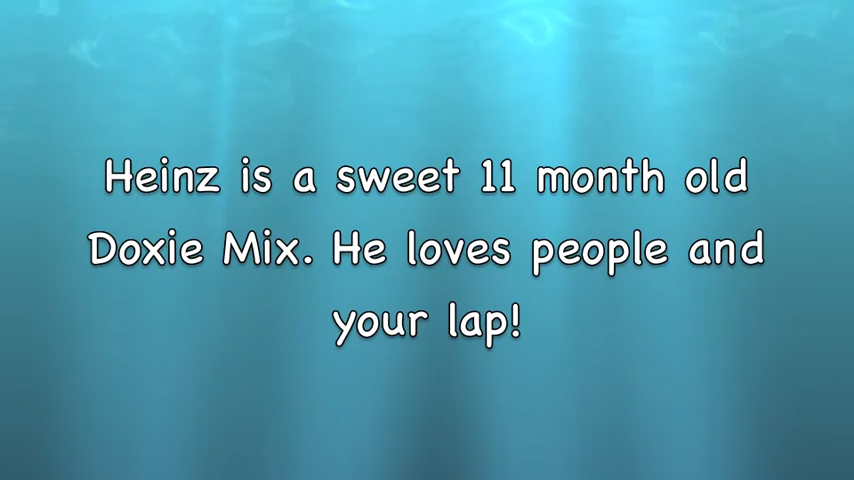 Heinz is a sweet 11 month old
Doxie Mix. He loves people and
your lap!